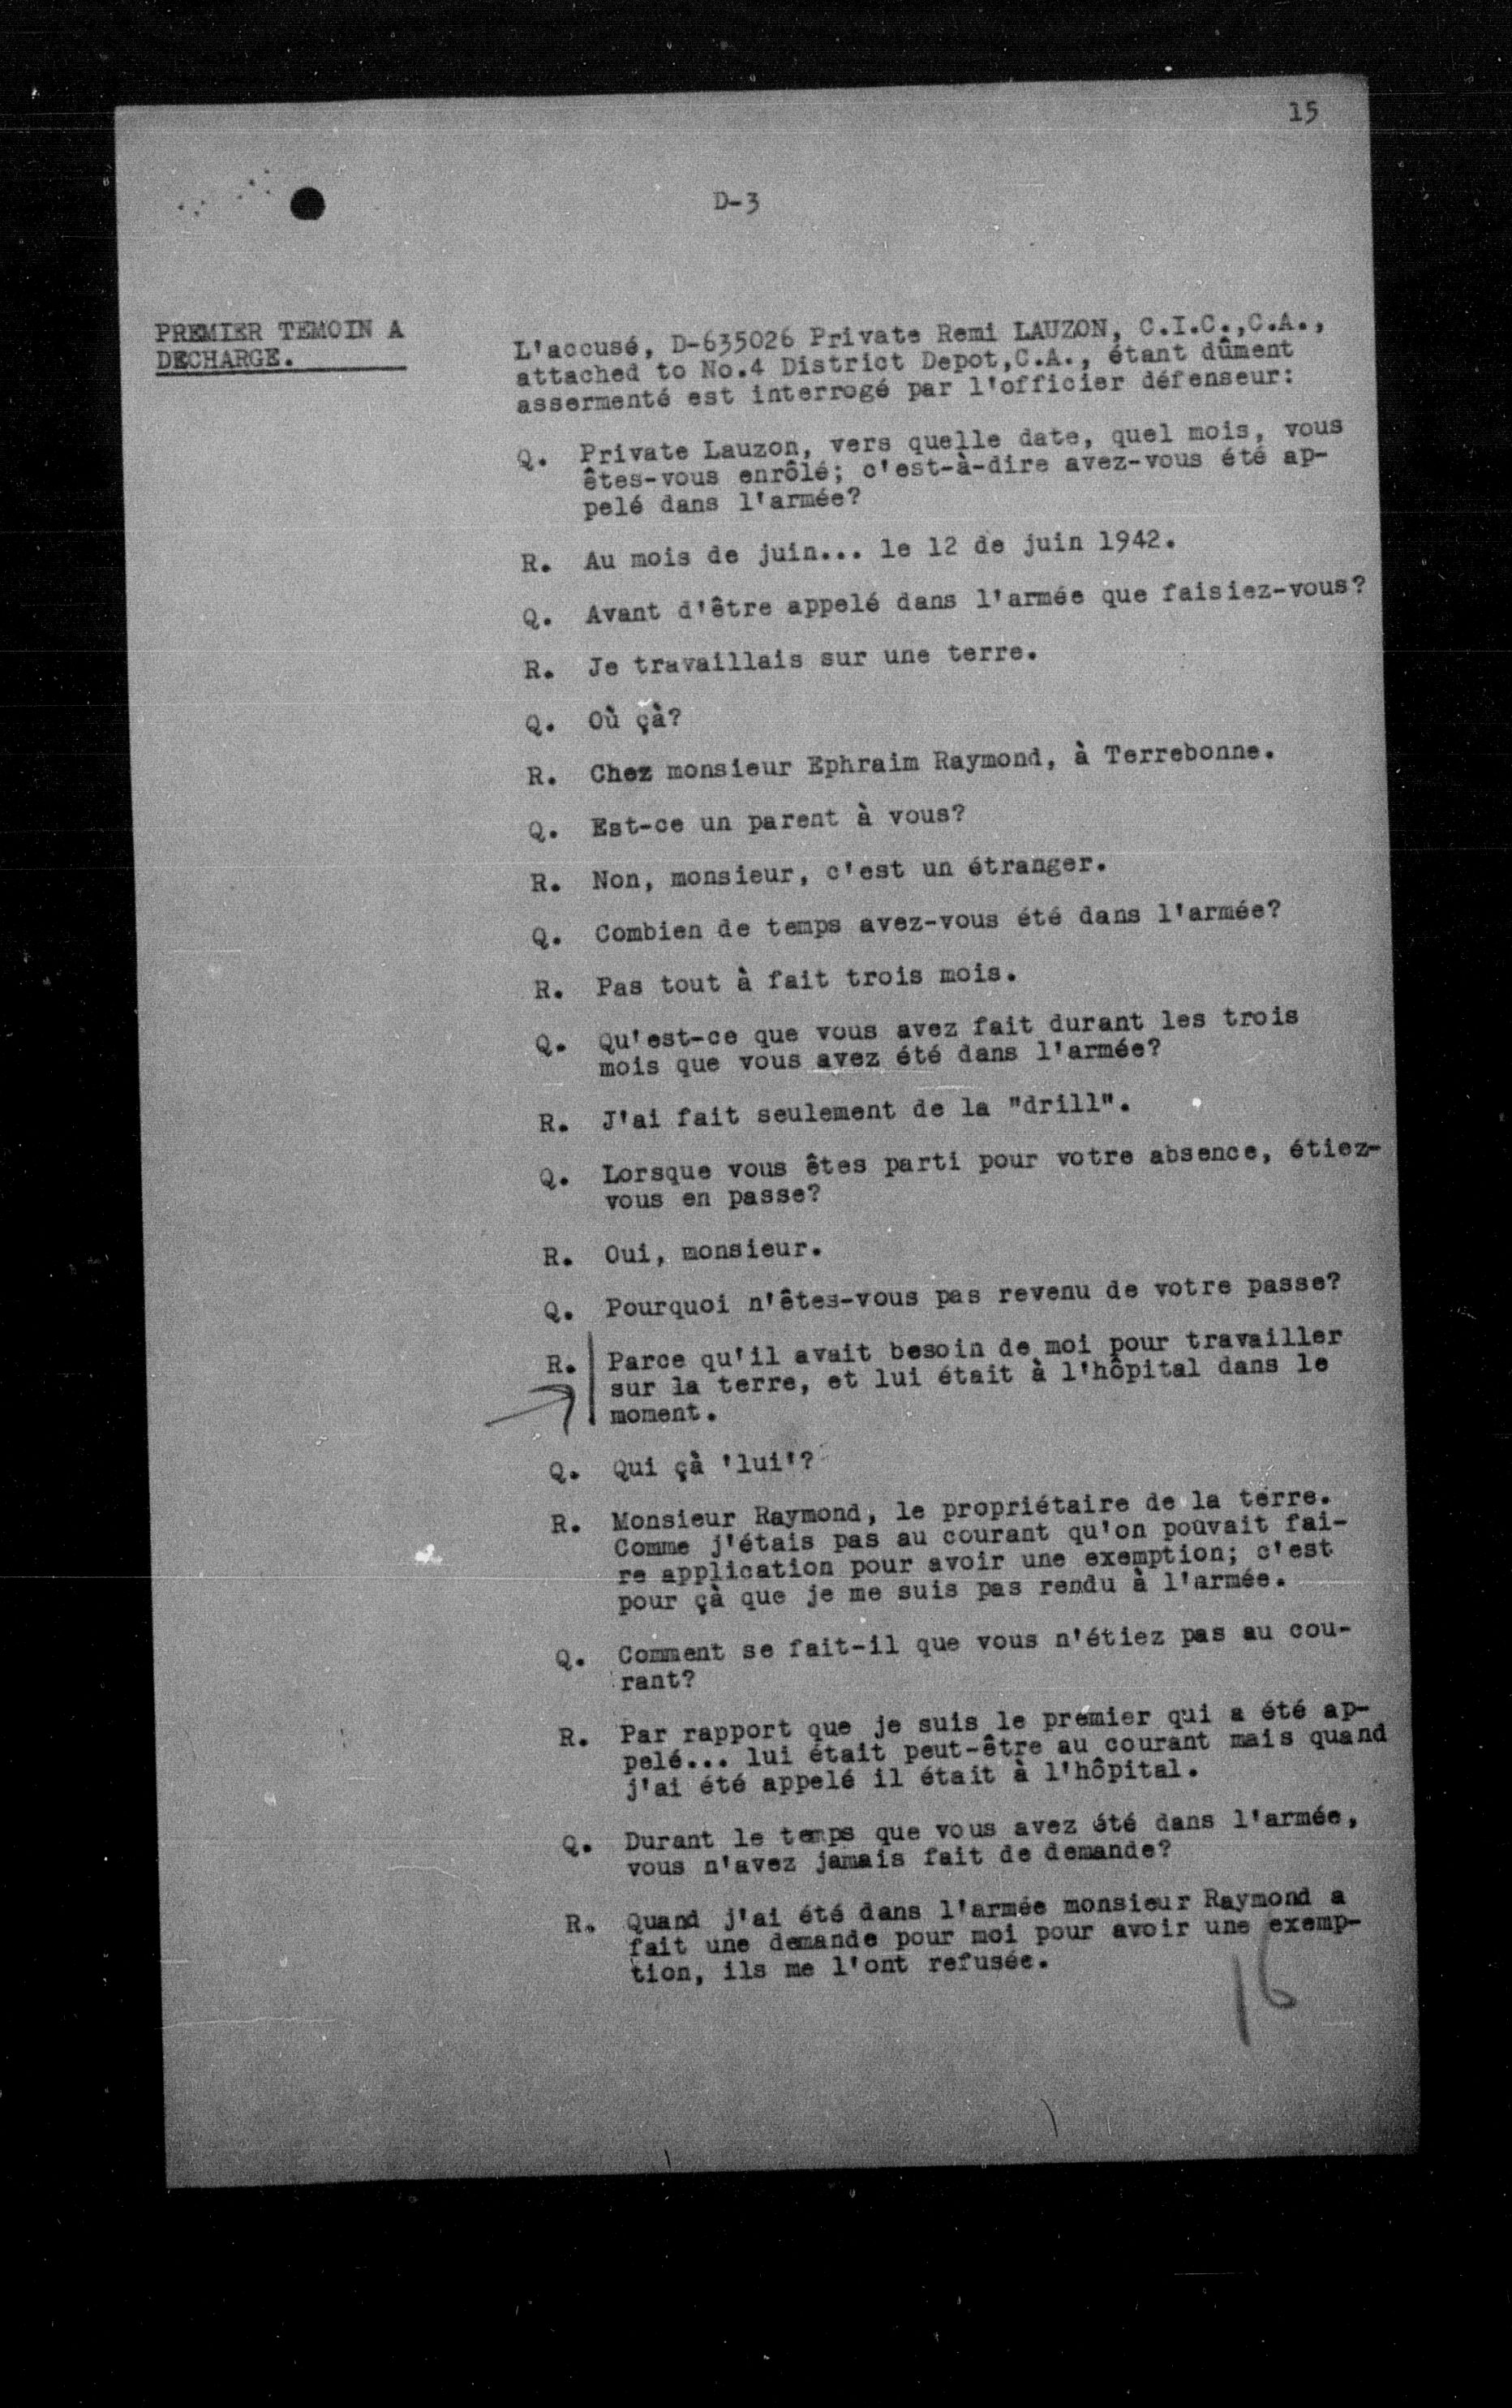 15
D-3
PREMIER TEMOIN A
DECHARGE.
L'accusé, D-635026 Private Remi LAUZON, C.I.C.,C.A.,
attached to No.4 District Depot,C.A., étant dûment
assermenté est interrogé par l'officier défenseur:
Q. Private Lauzon, vers quelle date, quel mois, vous
êtes-vous enrôlé; c'est-à-dire avez-vous été ap-
pelé dans l'armée?
R. Au mois de juin... le 12 de juin 1942.
Q. Avant d'être appelé dans l'armée que faisiez-vous?
R. Je travaillais sur une terre.
Q. Où çà?
R. Chez monsieur Ephraim Raymond, à Terrebonne.
Q. Est-ce un parent à vous?
R. Non, monsieur, c'est un étranger.
Q. Combien de temps avez-vous été dans l'armée?
R. Pas tout à fait trois mois.
Q. Qu'est-ce que vous avez fait durant les trois
mois que vous avez été dans l'armée?
R. J'ai fait seulement de la "drill".
Q. Lorsque vous êtes parti pour votre absence, étiez-
vous en passe?
R. Oui, monsieur.
Q. Pourquoi n'êtes-vous pas revenu de votre passe?
R. Parce qu'il avait besoin de moi pour travailler
sur la terre, et lui était à l'hôpital dans le
moment.
Q. Qui çà 'lui'?
R. Monsieur Raymond, le propriétaire de la terre.
Comme j'étais pas au courant qu'on pouvait fai-
re application pour avoir une exemption; c'est
pour çà que je me suis pas rendu à l'armée.
Q. Comment se fait-il que vous n'étiez pas au cou-
rant?
R. Par rapport que je suis le premier qui a été ap-
pelé... lui était peut-être au courant mais quand
j'ai été appelé il était à l'hôpital.
Q. Durant le temps que vous avez été dans l'armée,
vous n'avez jamais fait de demande?
R. Quand j'ai été dans l'armée monsieur Raymond a
fait une demande pour moi pour avoir une exemp-
tion, ils me l'ont refusée.
16